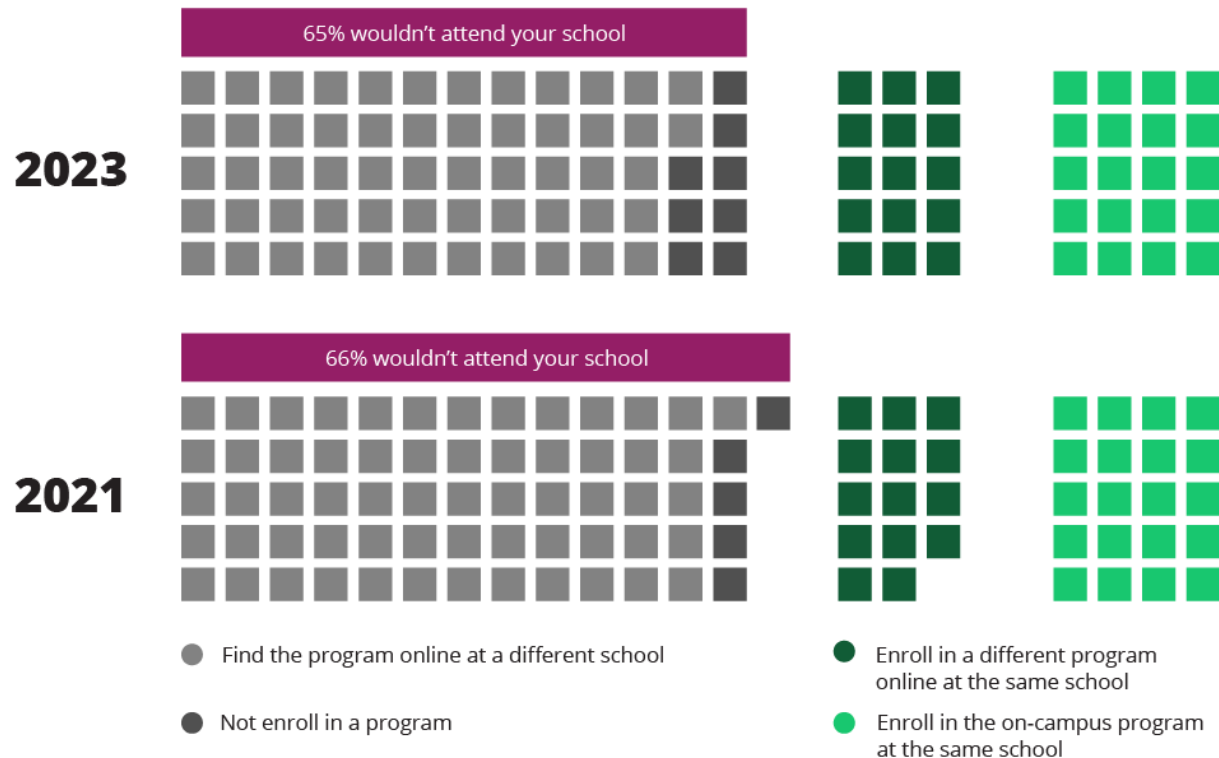 65% wouldn’t attend your school
2023
66% wouldn’t attend your school
2021
Find the program online at a different school
Not enroll in a program
Enroll in a different program
online at the same school
Enroll in the on-campus program
at the same school